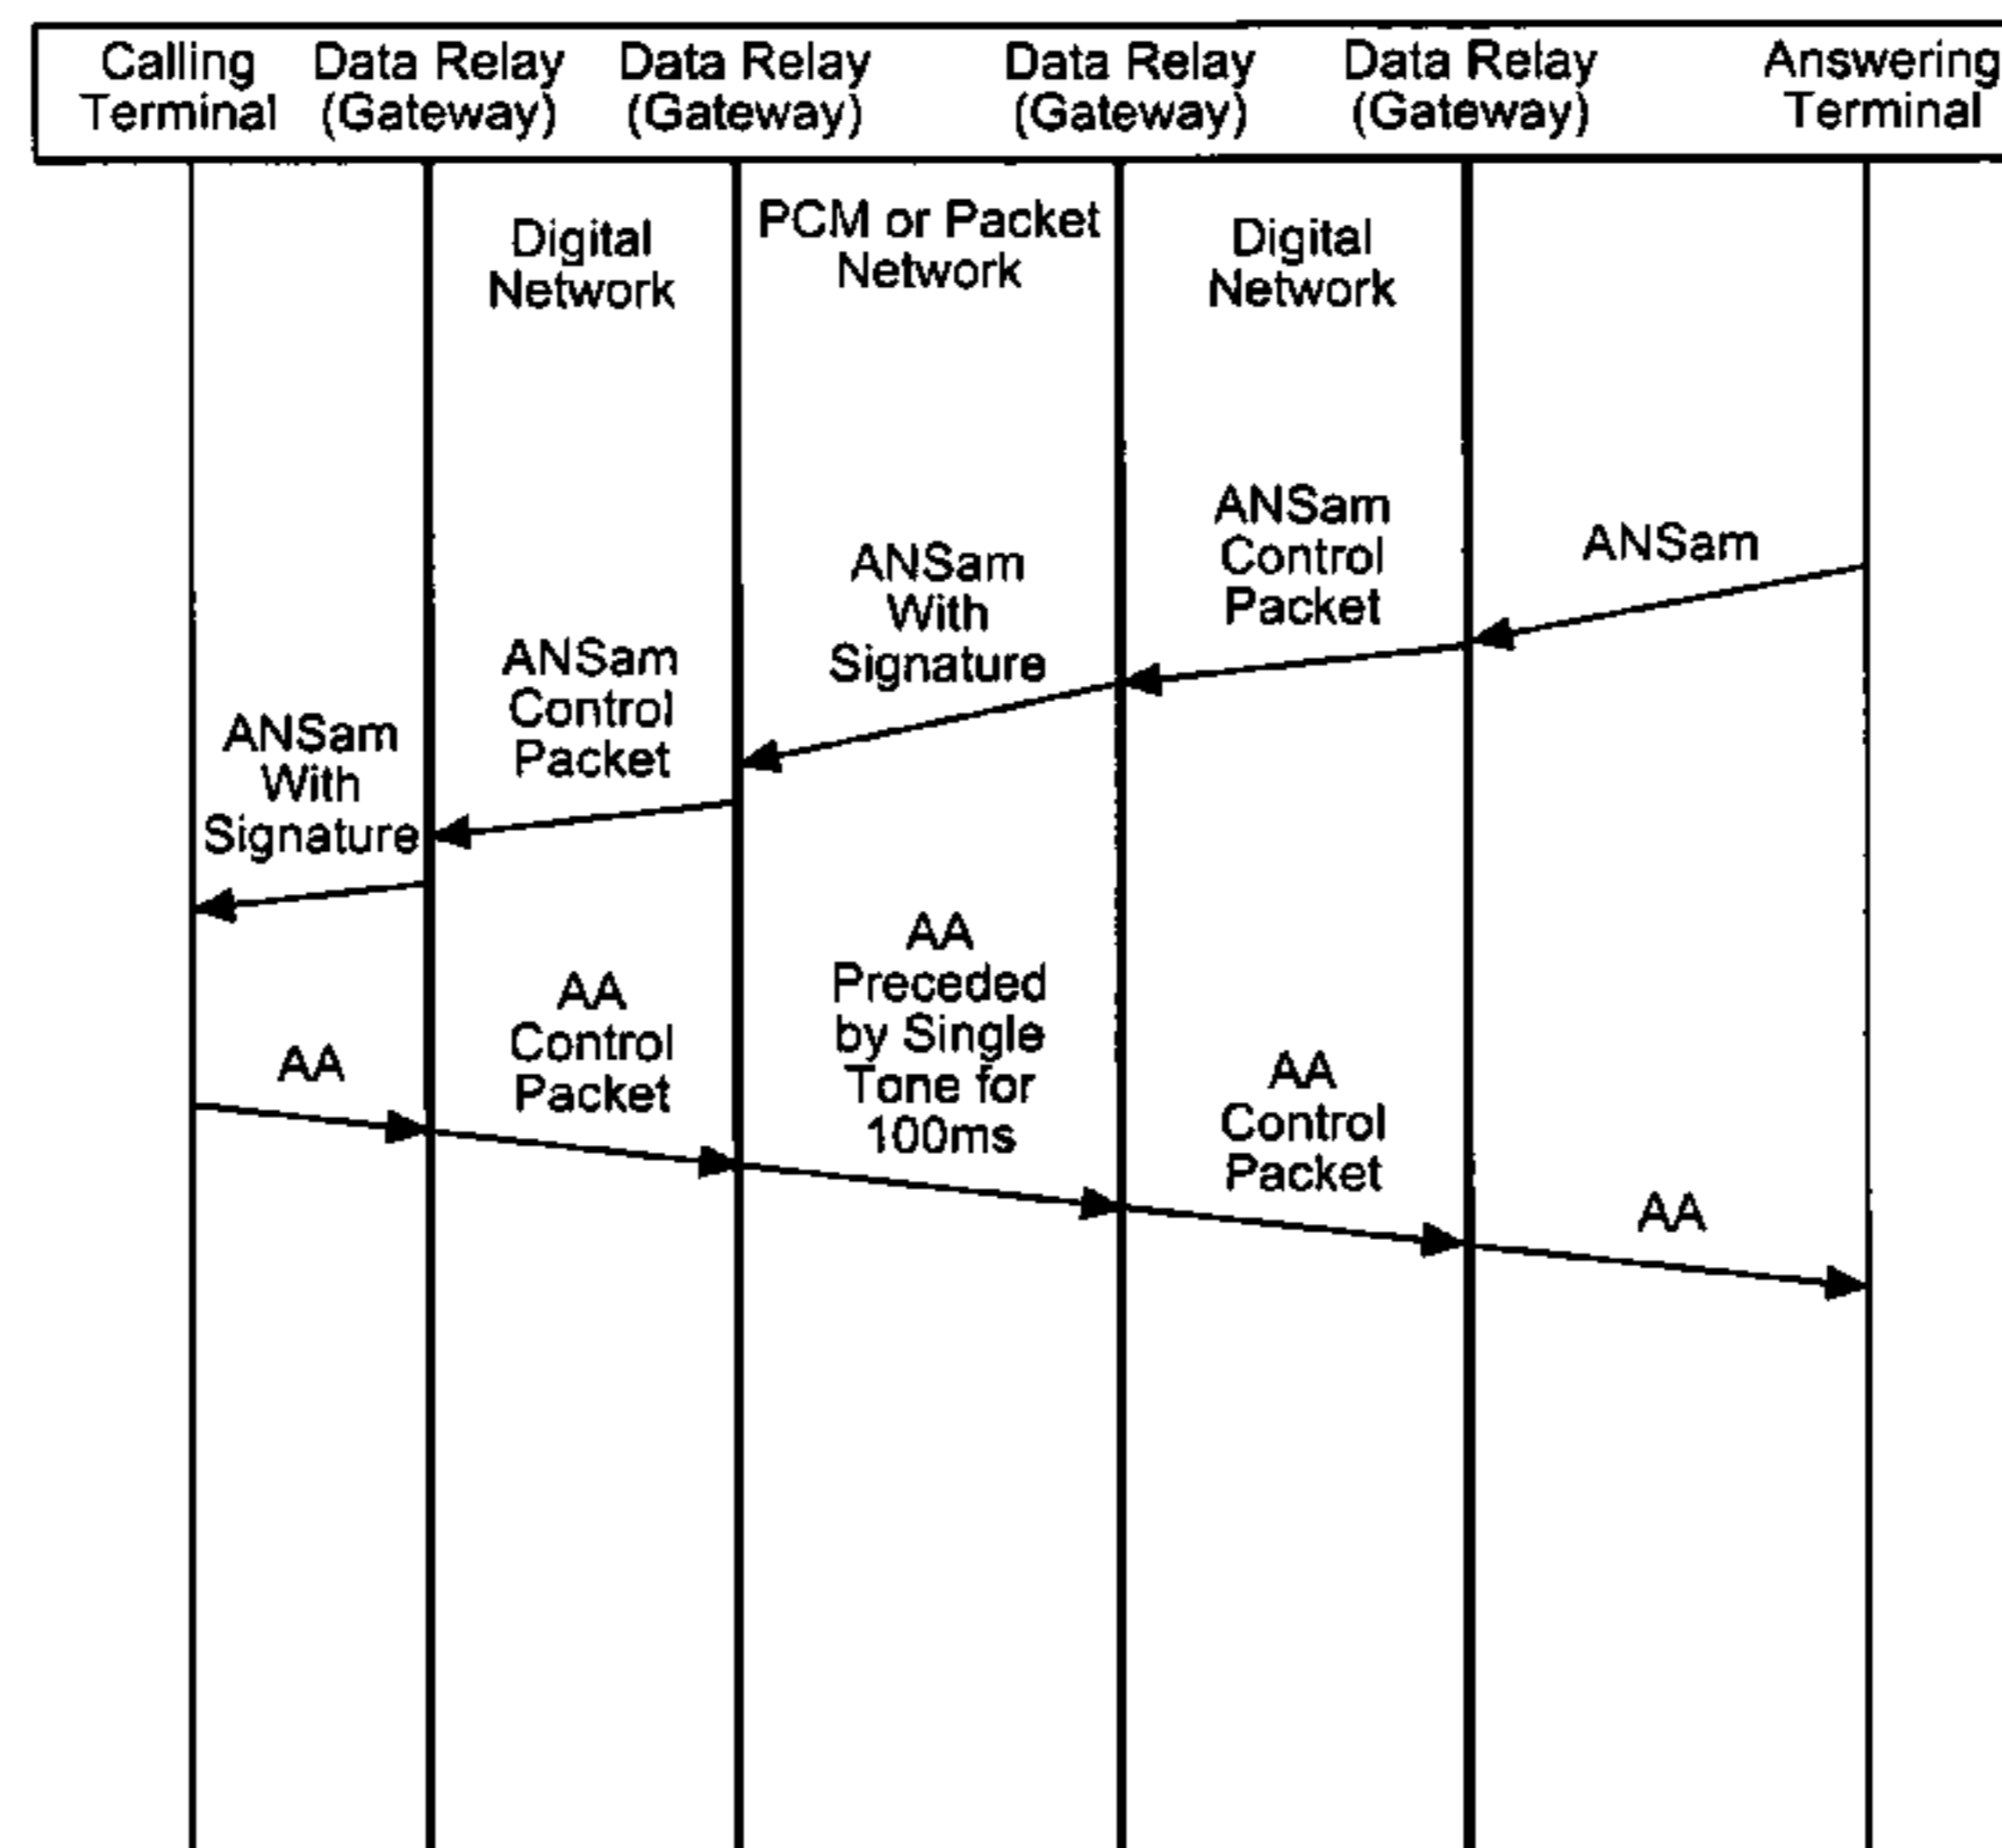 Calling
Terminal
Data Relay
(Gateway)
Data Relay
(Gateway)
Data Relay
(Gateway)
Data Relay
(Gateway)
Answering
Terminal
Digital
Network
PCM or Packet
Network
Digital
Network
ANSam
ANSam
Control
Packet
ANSam
With
Signature
ANSam
Control
Packet
ANSam
With
Signature
AA
AA
Control
Packet
AA
Preceded
by Single
Tone for
100ms
AA
Control
Packet
AA